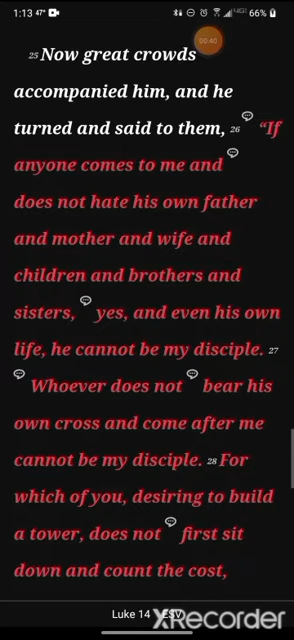 1:13 47°
4G 66%
00:40
25 Now great crowds
accompanied him, and he
turned and said to them, 26 “If
anyone comes to me and
does not hate his own father
and mother and wife and
children and brothers and
sisters, yes, and even his own
life, he cannot be my disciple. 27
Whoever does not bear his
own cross and come after me
cannot be my disciple. 28 For
which of you, desiring to build
a tower, does not first sit
down and count the cost,
Luke 14 ESV
XRecorder